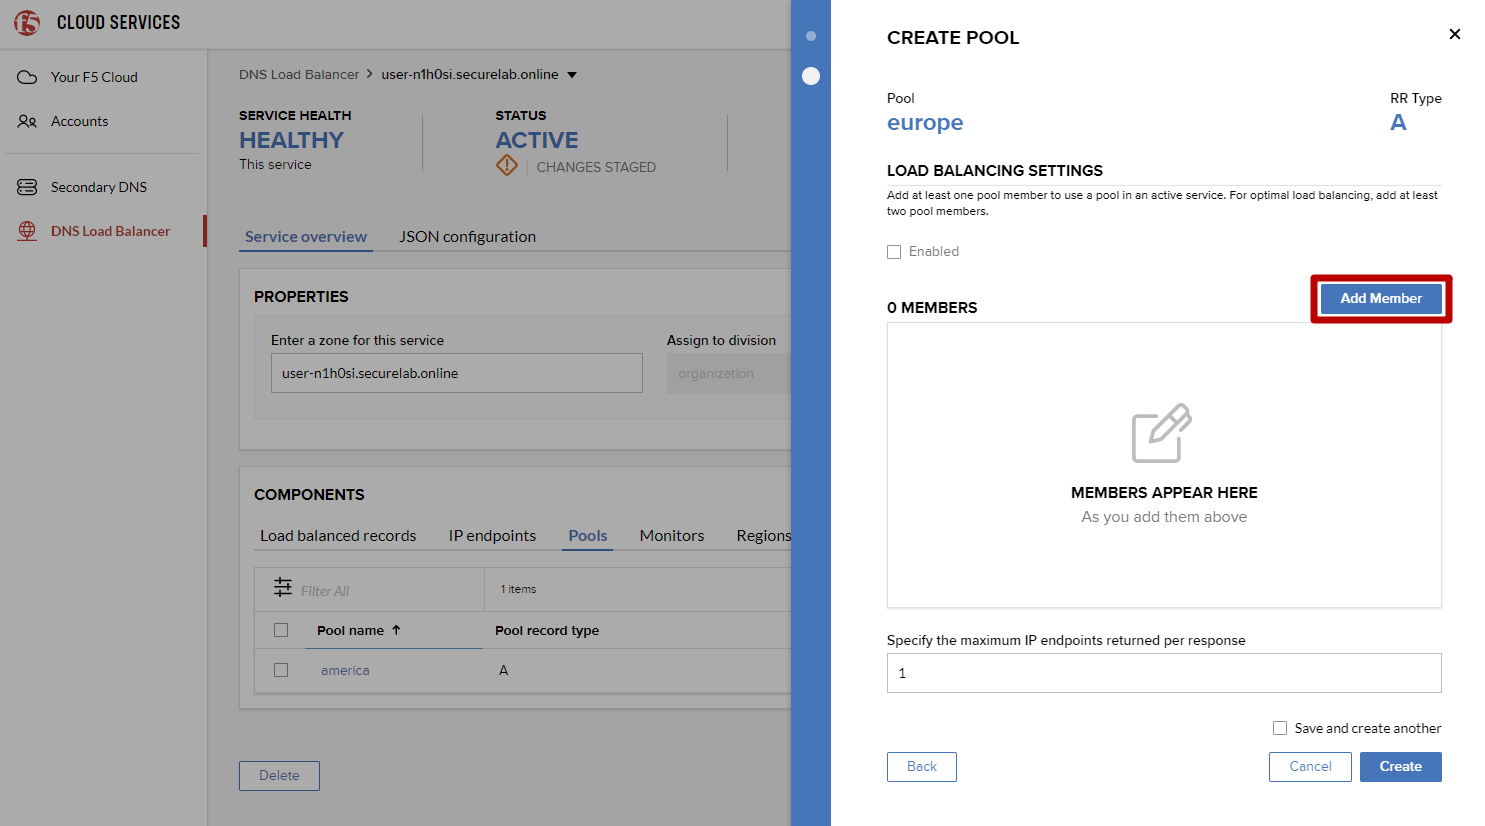 f5 CLOUD SERVICES
Your F5 Cloud
Accounts
Secondary DNS
DNS Load Balancer
DNS Load Balancer > user-n1h0si.securelab.online
SERVICE HEALTH
HEALTHY
This service
STATUS
ACTIVE
CHANGES STAGED
Service overview
JSON configuration
PROPERTIES
Enter a zone for this service
user-n1h0si.securelab.online
Assign to division
organization
COMPONENTS
Load balanced records
IP endpoints
Pools
Monitors
Regions
Filter All
1 items
Pool name
Pool record type
america
A
Delete
CREATE POOL
Pool
europe
RR Type
A
LOAD BALANCING SETTINGS
Add at least one pool member to use a pool in an active service. For optimal load balancing, add at least
two pool members.
Enabled
Add Member
0 MEMBERS
MEMBERS APPEAR HERE
As you add them above
Specify the maximum IP endpoints returned per response
1
Save and create another
Back
Cancel
Create